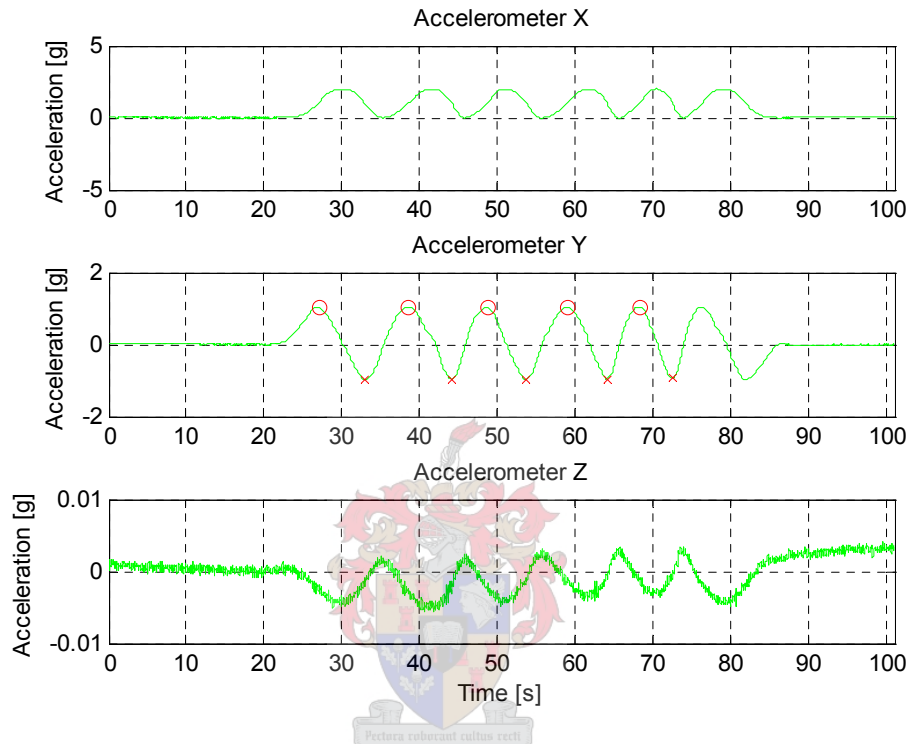 Accelerometer X
Acceleration [g]
5
0
-5
0 10 20 30 40 50 60 70 80 90 100
Accelerometer Y
Acceleration [g]
2
0
-2
0 10 20 30 40 50 60 70 80 90 100
Accelerometer Z
Acceleration [g]
0.01
0
-0.01
0 10 20 30 40 50 60 70 80 90 100
Time [s]
Pectora roborant cultus recti